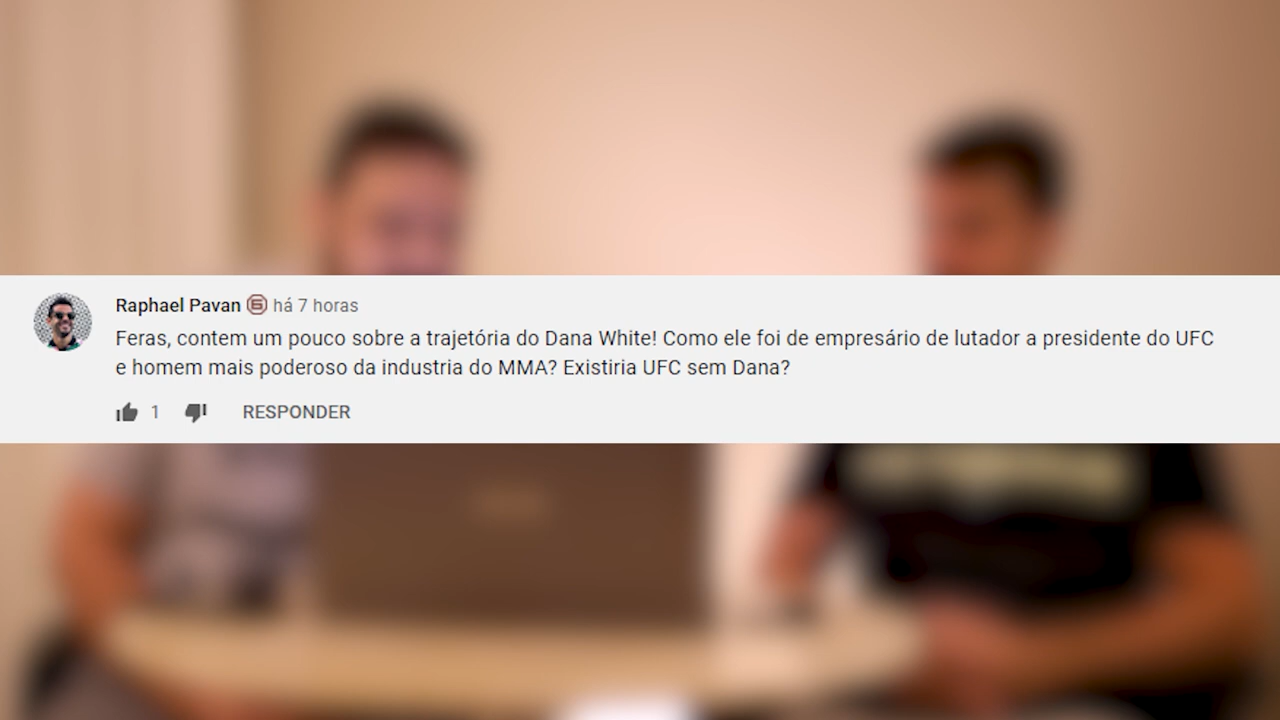 Raphael Pavan 6 há 7 horas
Feras, contem um pouco sobre a trajetória do Dana White! Como ele foi de empresário de lutador a presidente do UFC
e homem mais poderoso da industria do MMA? Existiria UFC sem Dana?
1 RESPONDER